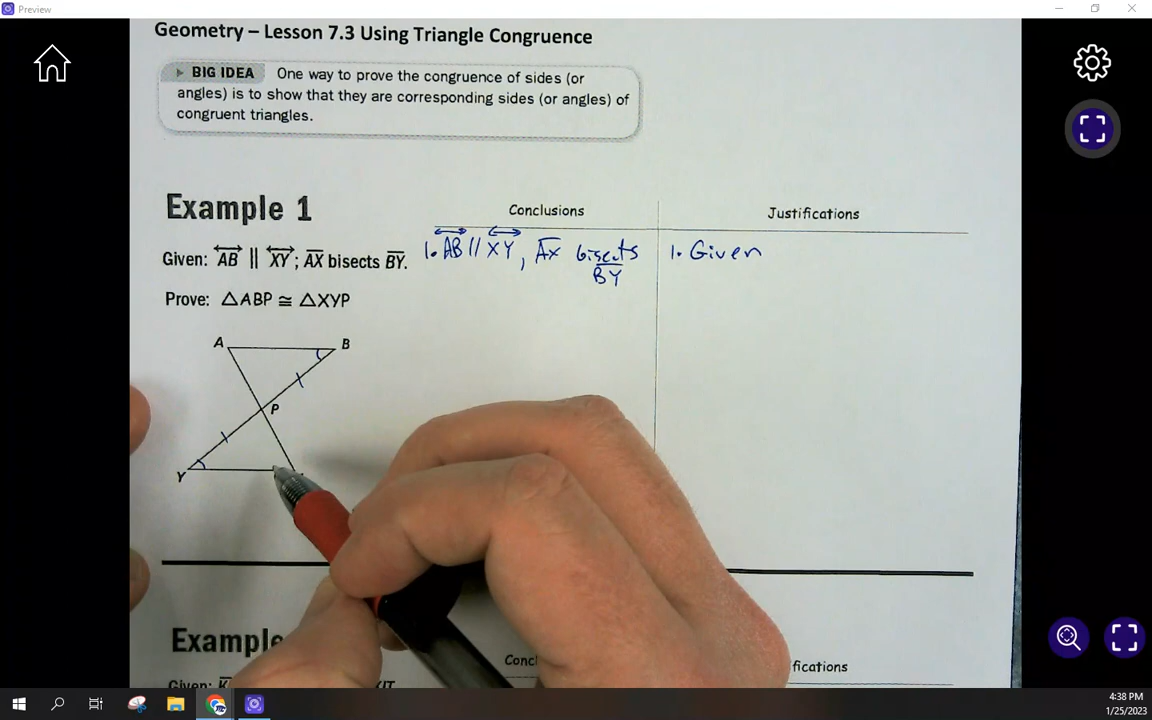 Preview
Geometry – Lesson 7.3 Using Triangle Congruence
▶ BIG IDEA One way to prove the congruence of sides (or
angles) is to show that they are corresponding sides (or angles) of
congruent triangles.
Example 1
Conclusions
Justifications
Given: AB || XY; AX bisects BY.
1. AB // XY, AX bisects
BY
1. Given
Prove: △ABP ≅ △XYP
A
B
P
Y
Example
Conc
fications
Given:
4:38 PM
1/25/2023